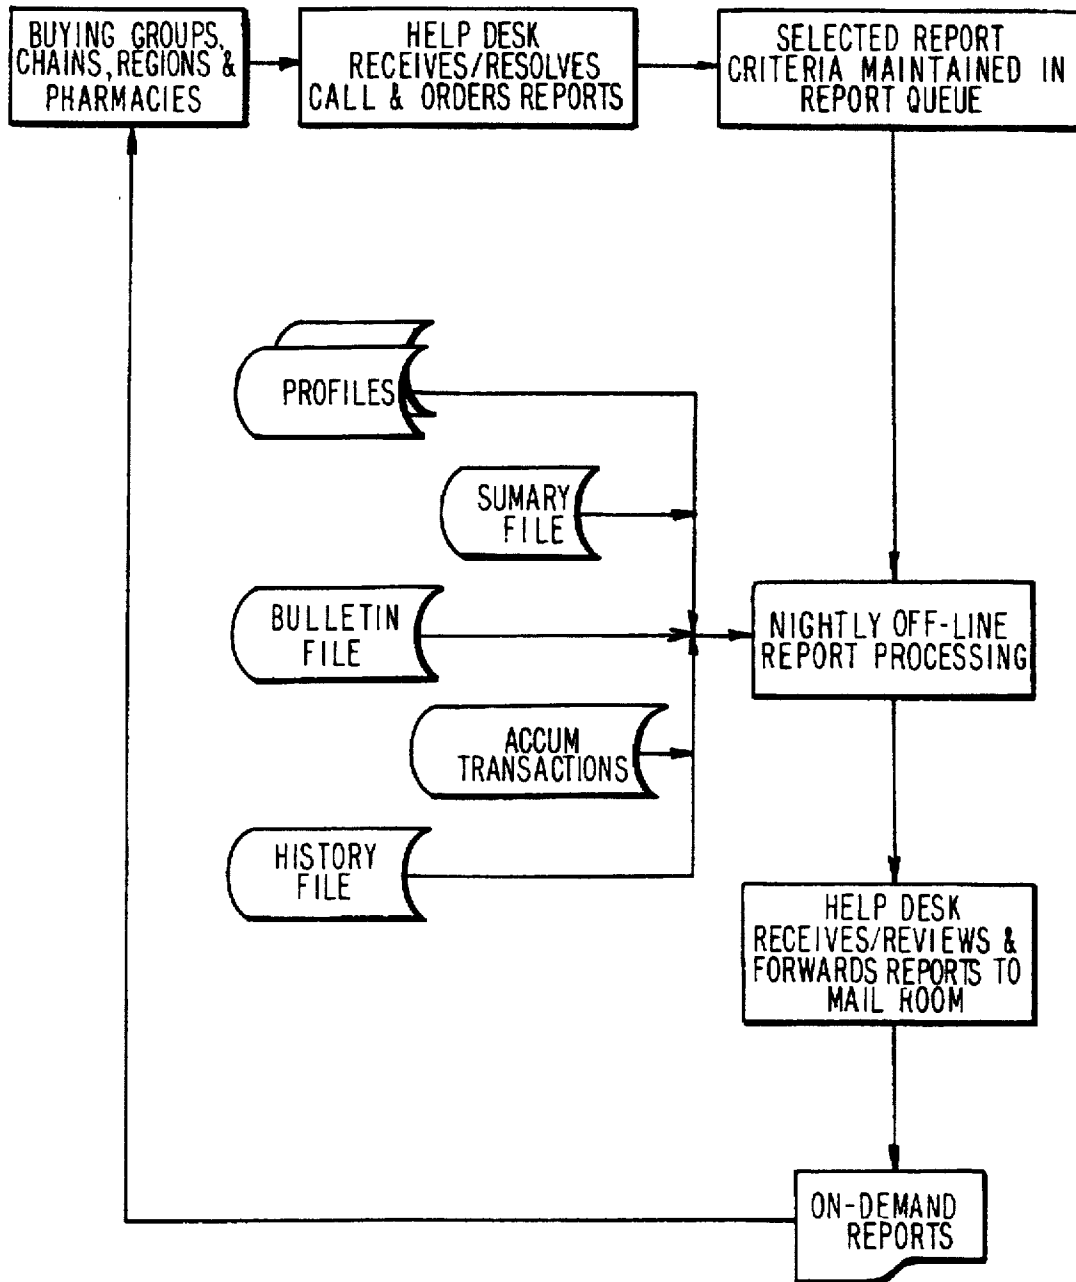 BUYING GROUPS,
CHAINS, REGIONS &
PHARMACIES
HELP DESK
RECEIVES/RESOLVES
CALL & ORDERS REPORTS
SELECTED REPORT
CRITERIA MAINTAINED IN
REPORT QUEUE
PROFILES
SUMARY
FILE
BULLETIN
FILE
NIGHTLY OFF-LINE
REPORT PROCESSING
ACCUM
TRANSACTIONS
HISTORY
FILE
HELP DESK
RECEIVES/REVIEWS &
FORWARDS REPORTS TO
MAIL ROOM
ON-DEMAND
REPORTS